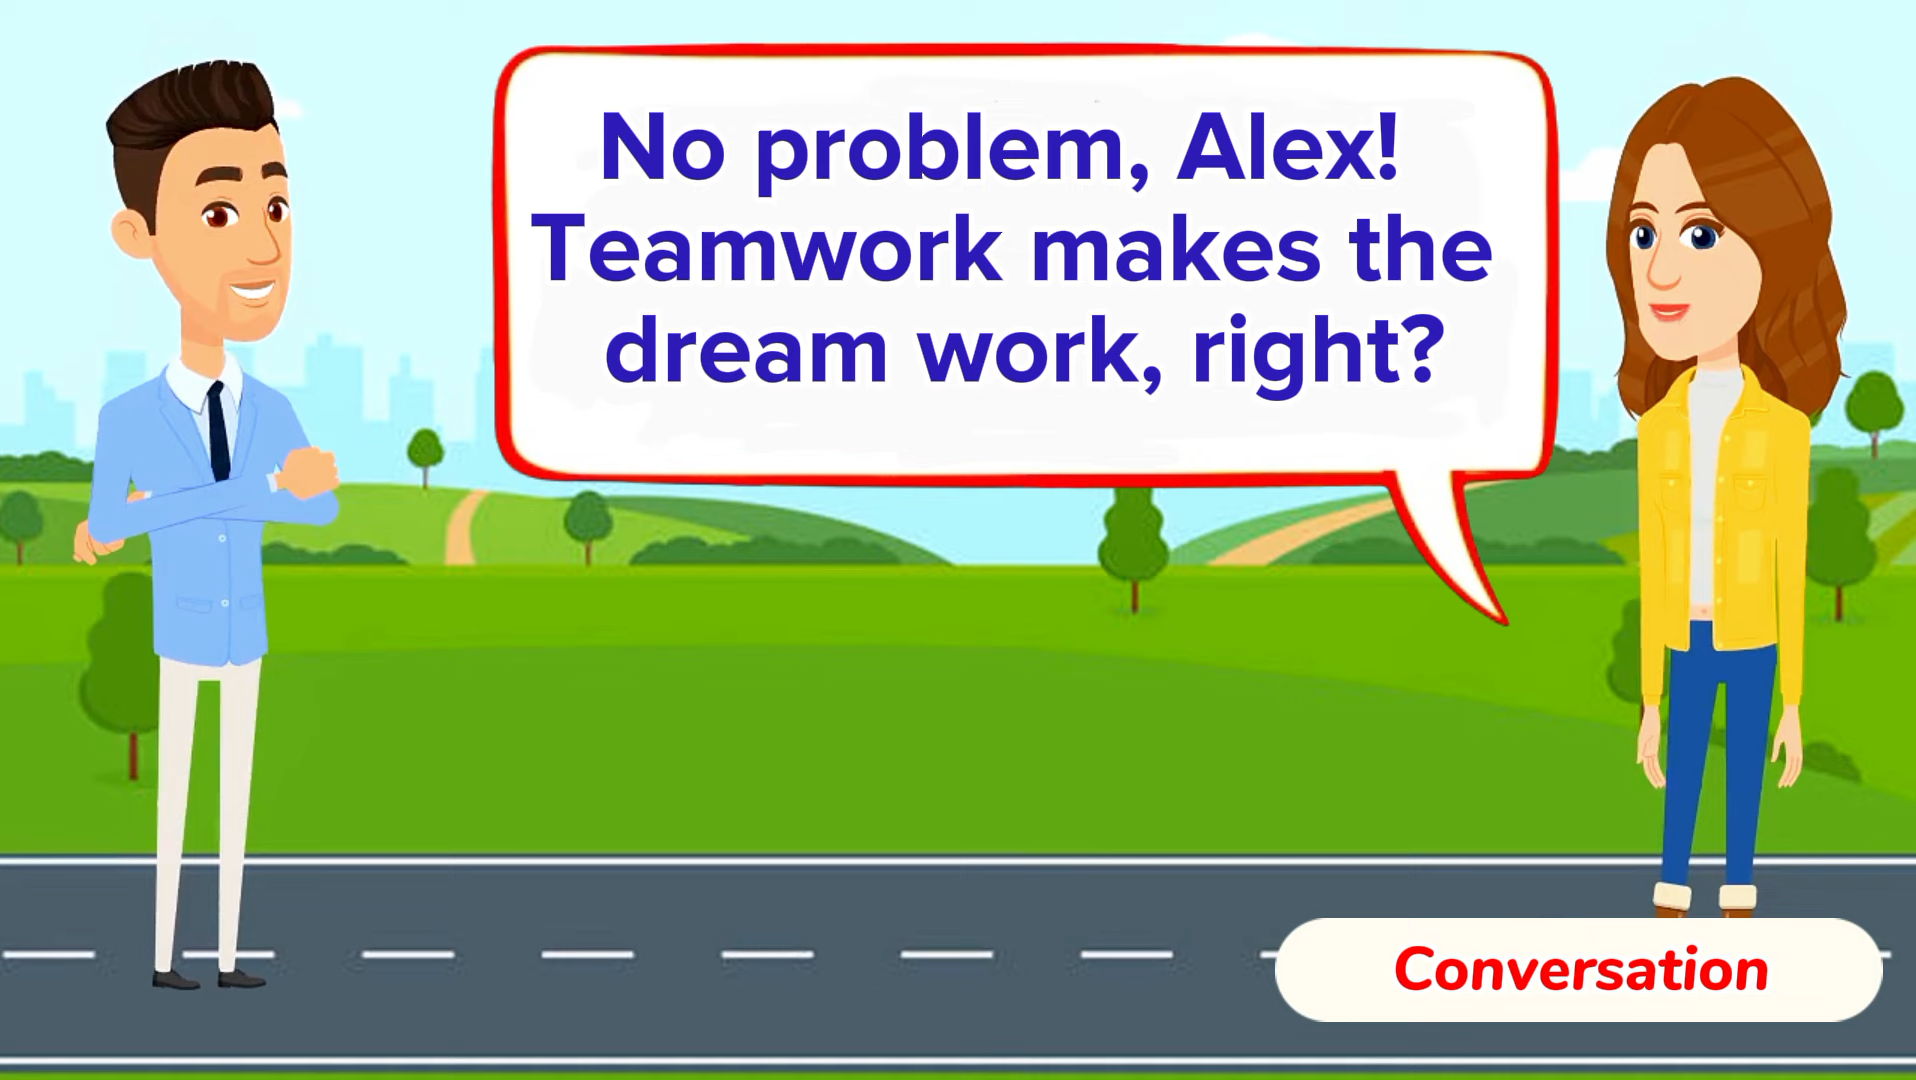 No problem, Alex!
Teamwork makes the
dream work, right?
Conversation